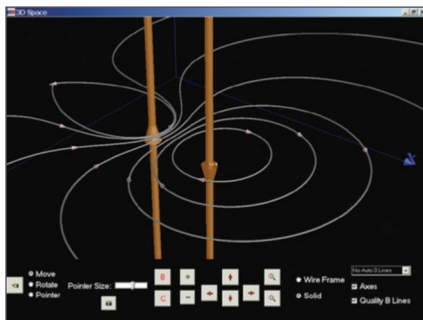 3D Space
X
No Auto B Lines
Move
Rotate
Pointer
Pointer Size:
B
C
+
-
Wire Frame
Solid
Axes
Quality B Lines